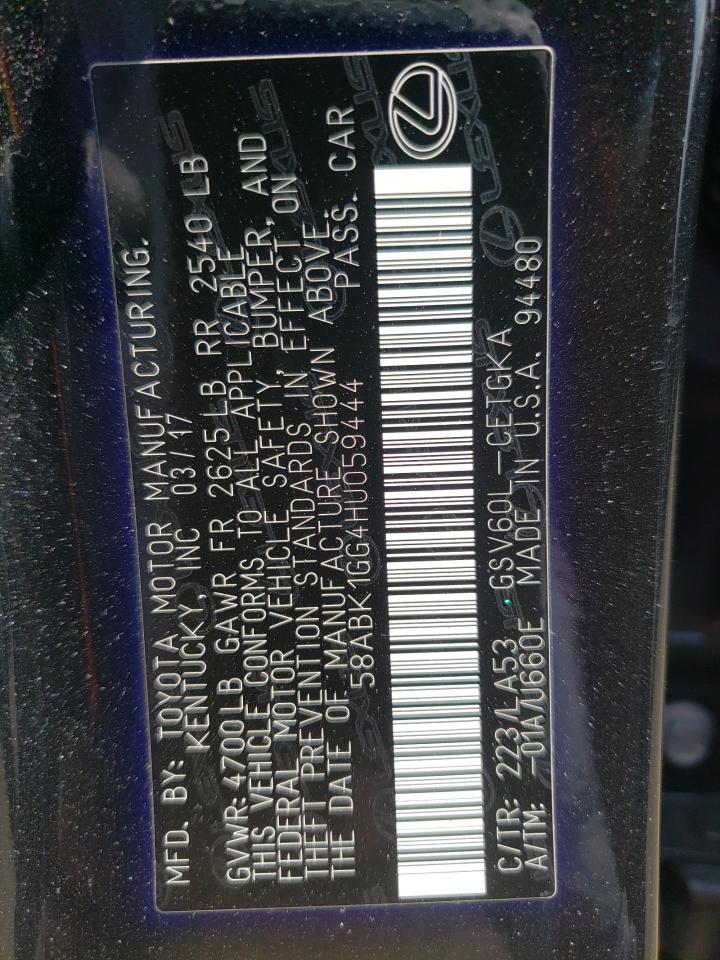 MFD. BY: TOYOTA MOTOR MANUFACTURING.
KENTUCKY, INC 03/17
GVWR: 4700LB GAWR FR 2625LB RR 2540LB
THIS VEHICLE CONFORMS TO ALL APPLICABLE
FEDERAL MOTOR VEHICLE SAFETY, BUMPER, AND
THEFT PREVENTION STANDARDS IN EFFECT ON
THE DATE OF MANUFACTURE SHOWN ABOVE.
58ABK1GG4HU059444 PASS. CAR
C/TR: 223/LA53 GSV60L-CETGKA
A/TM: -01A/U660E MADE IN U.S.A. 94480
LEXUS